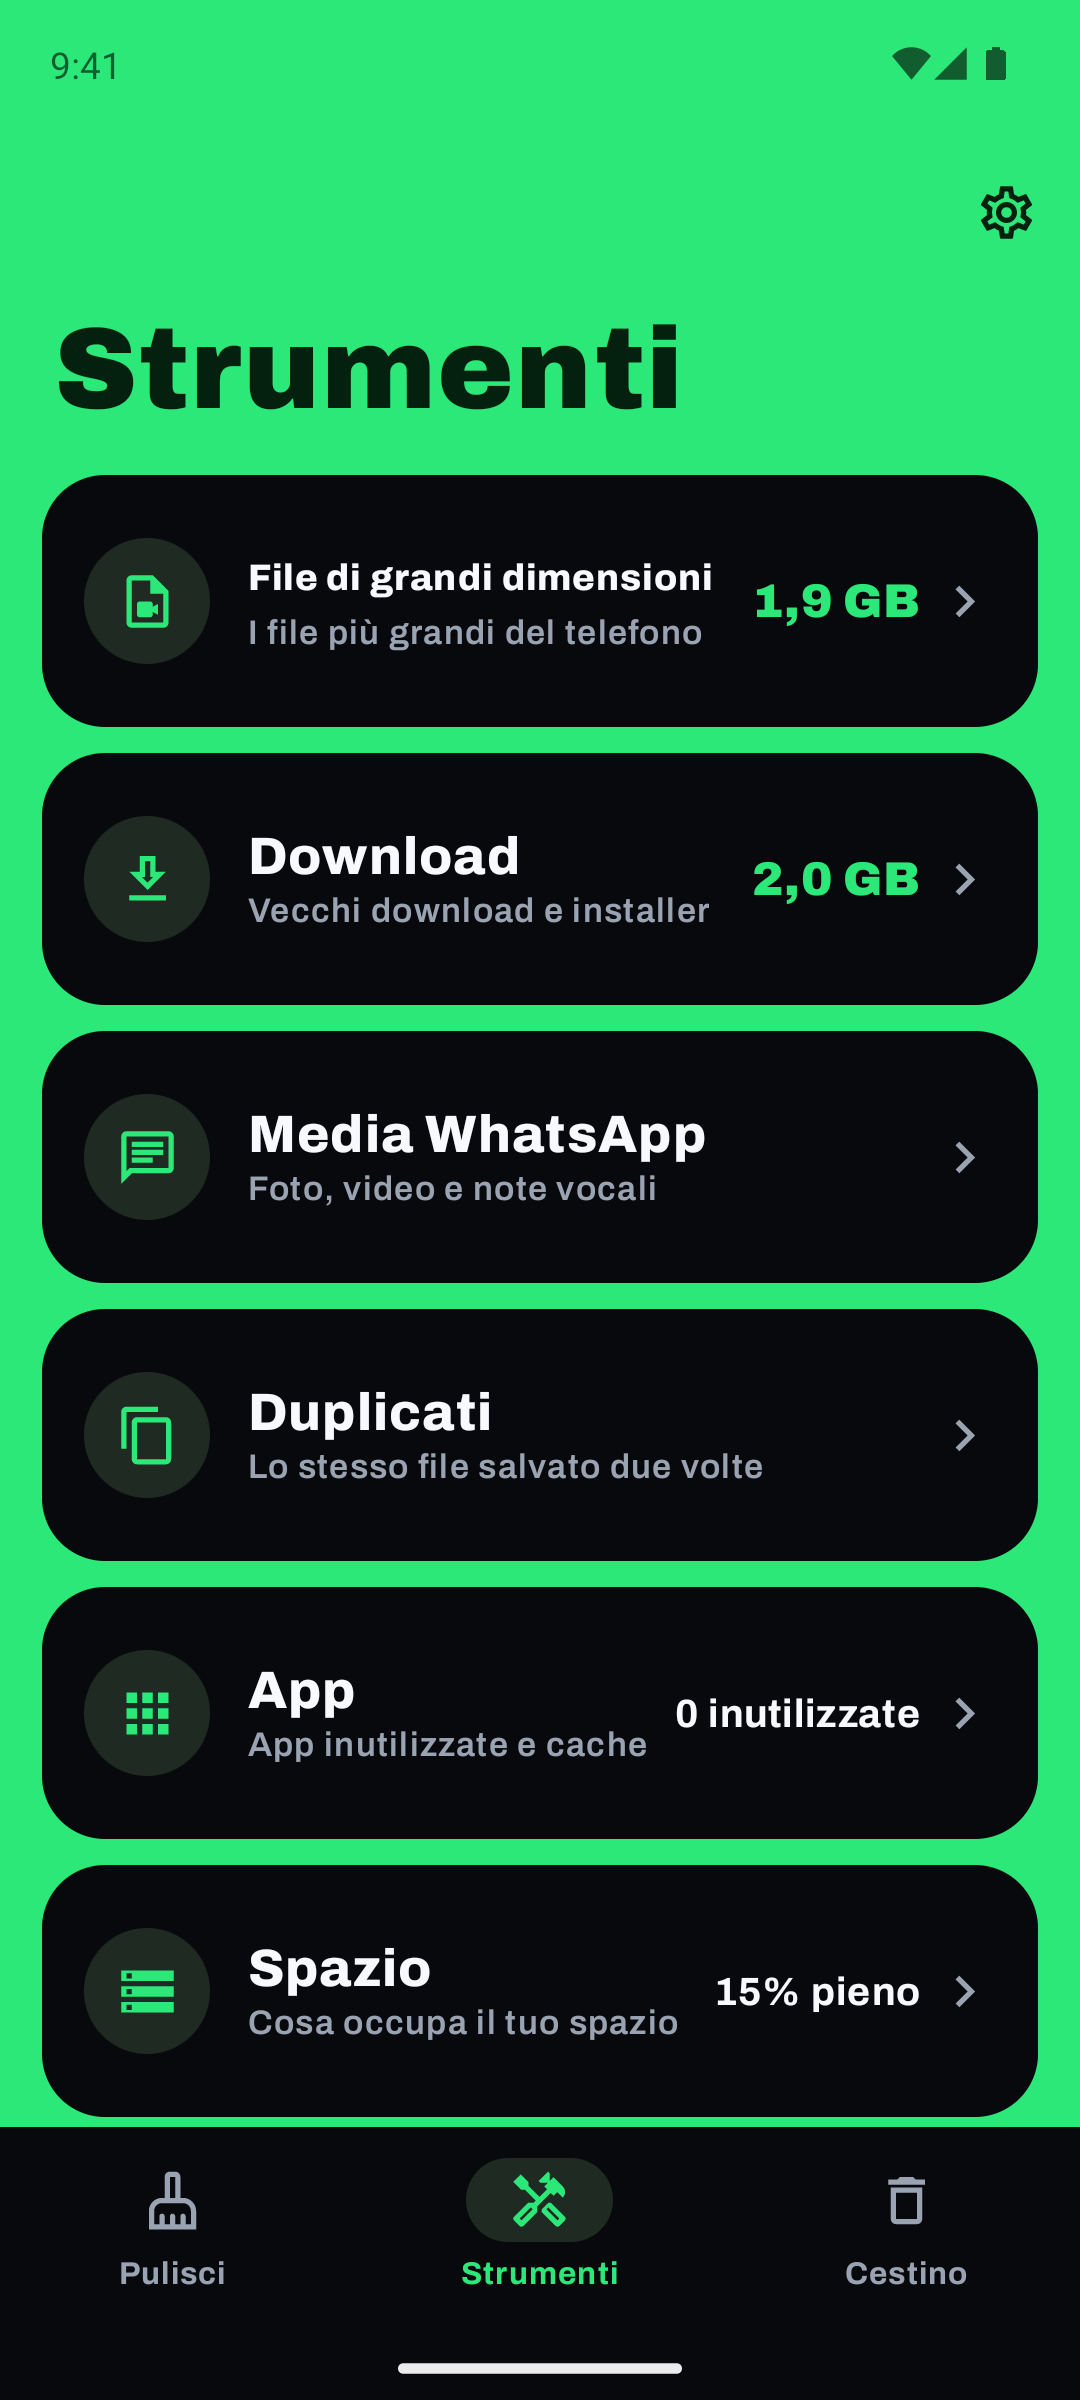 9:41
Strumenti
File di grandi dimensioni
I file più grandi del telefono
1,9 GB
Download
Vecchi download e installer
2,0 GB
Media WhatsApp
Foto, video e note vocali
Duplicati
Lo stesso file salvato due volte
App
App inutilizzate e cache
0 inutilizzate
Spazio
Cosa occupa il tuo spazio
15% pieno
Pulisci
Strumenti
Cestino